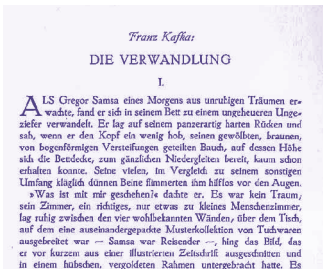 Franz Kafka:
DIE VERWANDLUNG
I.
ALS Gregor Samsa eines Morgens aus unruhigen Träumen er-
wachte, fand er sich in seinem Bett zu einem ungeheueren Unge-
ziefer verwandelt. Er lag auf seinem panzerartig harten Rücken und
sah, wenn er den Kopf ein wenig hob, seinen gewölbten, braunen,
von bogenförmigen Versteifungen geteilten Bauch, auf dessen Höhe
sich die Bettdecke, zum gänzlichen Niedergleiten bereit, kaum noch
erhalten konnte. Seine vielen, im Vergleich zu seinem sonstigen
Umfang kläglich dünnen Beine flimmerten ihm hilflos vor den Augen.
»Was ist mit mir geschehen?« dachte er. Es war kein Traum,
sein Zimmer, ein richtiges, nur etwas zu kleines Menschenzimmer,
lag ruhig zwischen den vier wohlbekannten Wänden, über dem Tisch,
auf dem eine auseinandergepackte Musterkollektion von Tuchwaren
ausgebreitet war — Samsa war Reisender —, hing das Bild, das
er vor kurzem aus einer illustrierten Zeitschrift ausgeschnitten und
in einem hübschen, vergoldeten Rahmen untergebracht hatte. Es